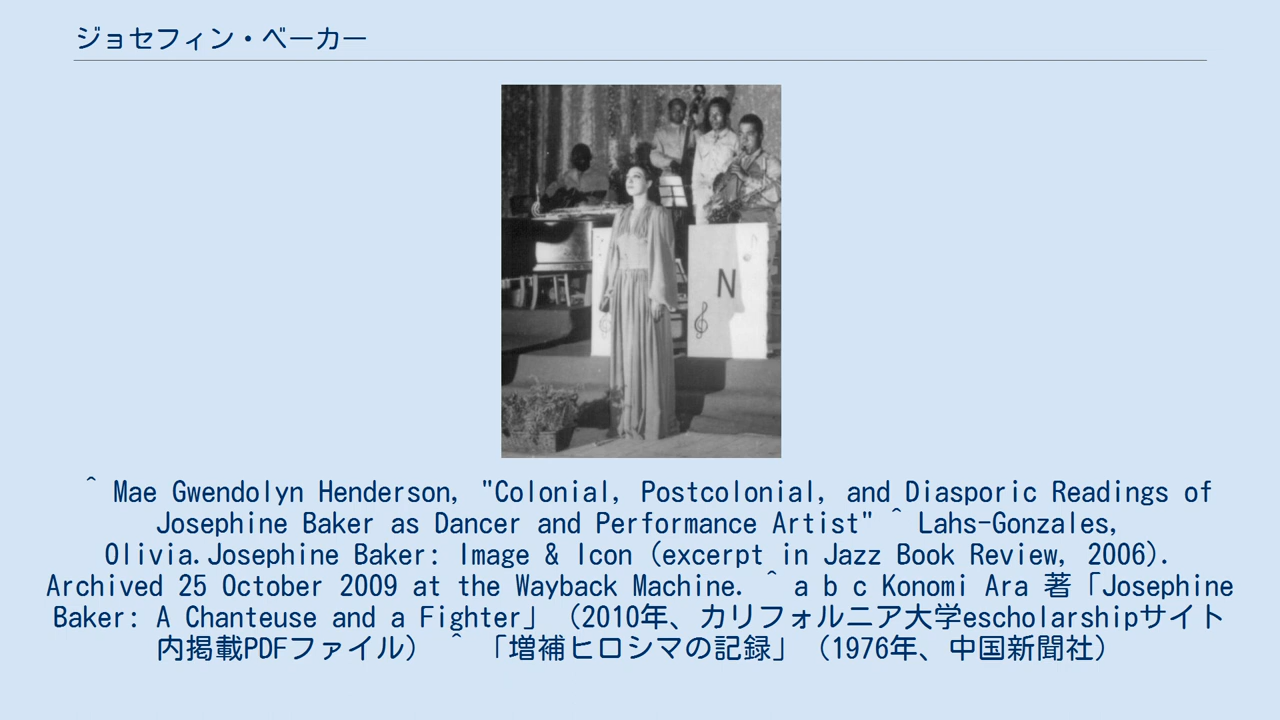 ジョセフィン・ベーカー
N
^ Mae Gwendolyn Henderson, "Colonial, Postcolonial, and Diasporic Readings of
Josephine Baker as Dancer and Performance Artist" ^ Lahs-Gonzales,
Olivia.Josephine Baker: Image & Icon (excerpt in Jazz Book Review, 2006).
Archived 25 October 2009 at the Wayback Machine. ^ a b c Konomi Ara 著「Josephine
Baker: A Chanteuse and a Fighter」（2010年、カリフォルニア大学escholarshipサイト
内掲載PDFファイル） ^ 「増補ヒロシマの記録」（1976年、中国新聞社）